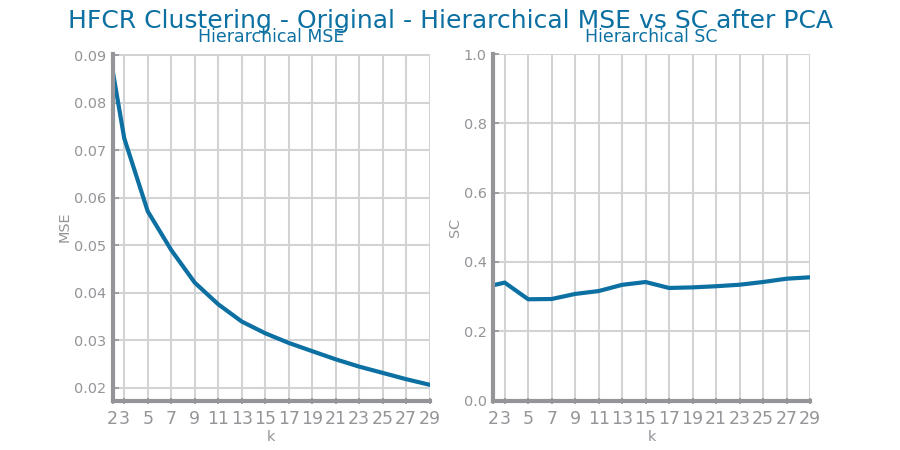 HFCR Clustering - Original - Hierarchical MSE vs SC after PCA
Hierarchical MSE
0.09
0.08
0.07
0.06
0.05
0.04
0.03
0.02
MSE
2 3 5 7 9 11 13 15 17 19 21 23 25 27 29
k
Hierarchical SC
1.0
0.8
0.6
0.4
0.2
0.0
SC
2 3 5 7 9 11 13 15 17 19 21 23 25 27 29
k